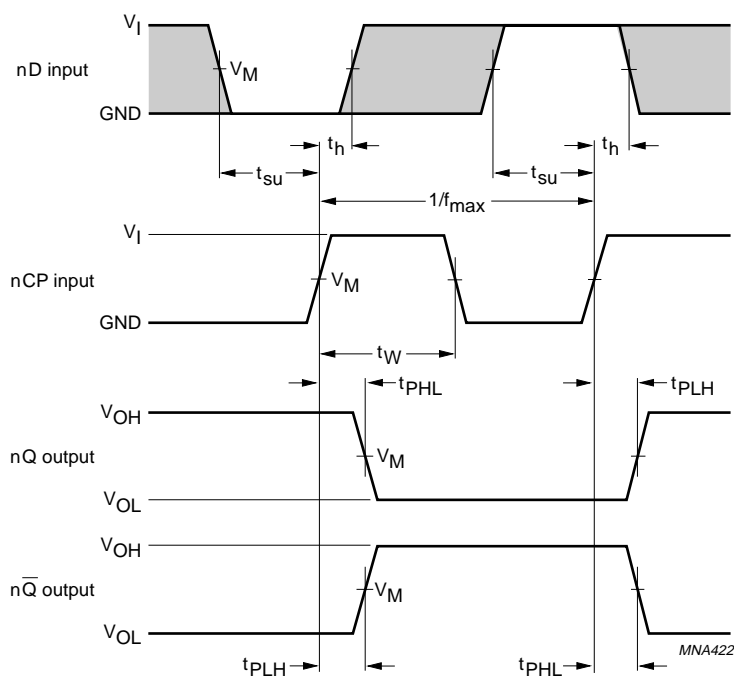 V_I
nD input
V_M
GND
t_h
t_h
t_su
t_su
1/f_max
V_I
nCP input
V_M
GND
t_W
t_PHL
t_PLH
V_OH
nQ output
V_M
V_OL
V_OH
nQ̅ output
V_M
V_OL
MNA422
t_PLH
t_PHL